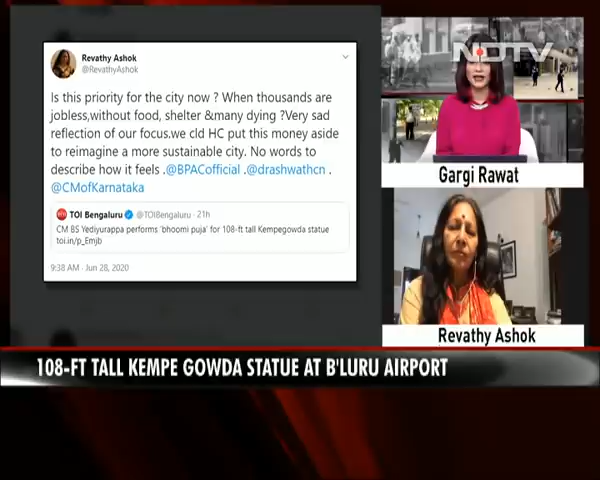 Revathy Ashok
@RevathyAshok
Is this priority for the city now ? When thousands are
jobless,without food, shelter &many dying ?Very sad
reflection of our focus.we cld HC put this money aside
to reimagine a more sustainable city. No words to
describe how it feels .@BPACofficial .@drashwathcn .
@CMofKarnataka
TOI Bengaluru @TOIBengaluru · 21h
CM BS Yediyurappa performs 'bhoomi puja' for 108-ft tall Kempegowda statue
toi.in/p_Emjb
9:38 AM · Jun 28, 2020
NDTV
Gargi Rawat
Revathy Ashok
108-FT TALL KEMPE GOWDA STATUE AT B'LURU AIRPORT